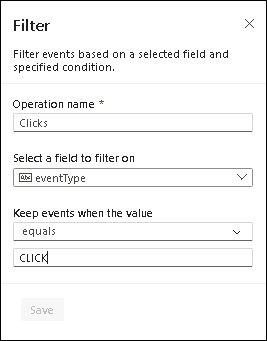 Filter
Filter events based on a selected field and
specified condition.
Operation name *
Clicks
Select a field to filter on
Abc eventType
Keep events when the value
equals
CLICK
Save